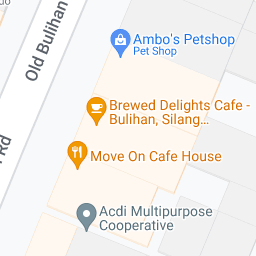 Ambo's Petshop
Pet Shop
Old Bulihan
Brewed Delights Cafe -
Bulihan, Silang...
Move On Cafe House
Rd
Acdi Multipurpose
Cooperative